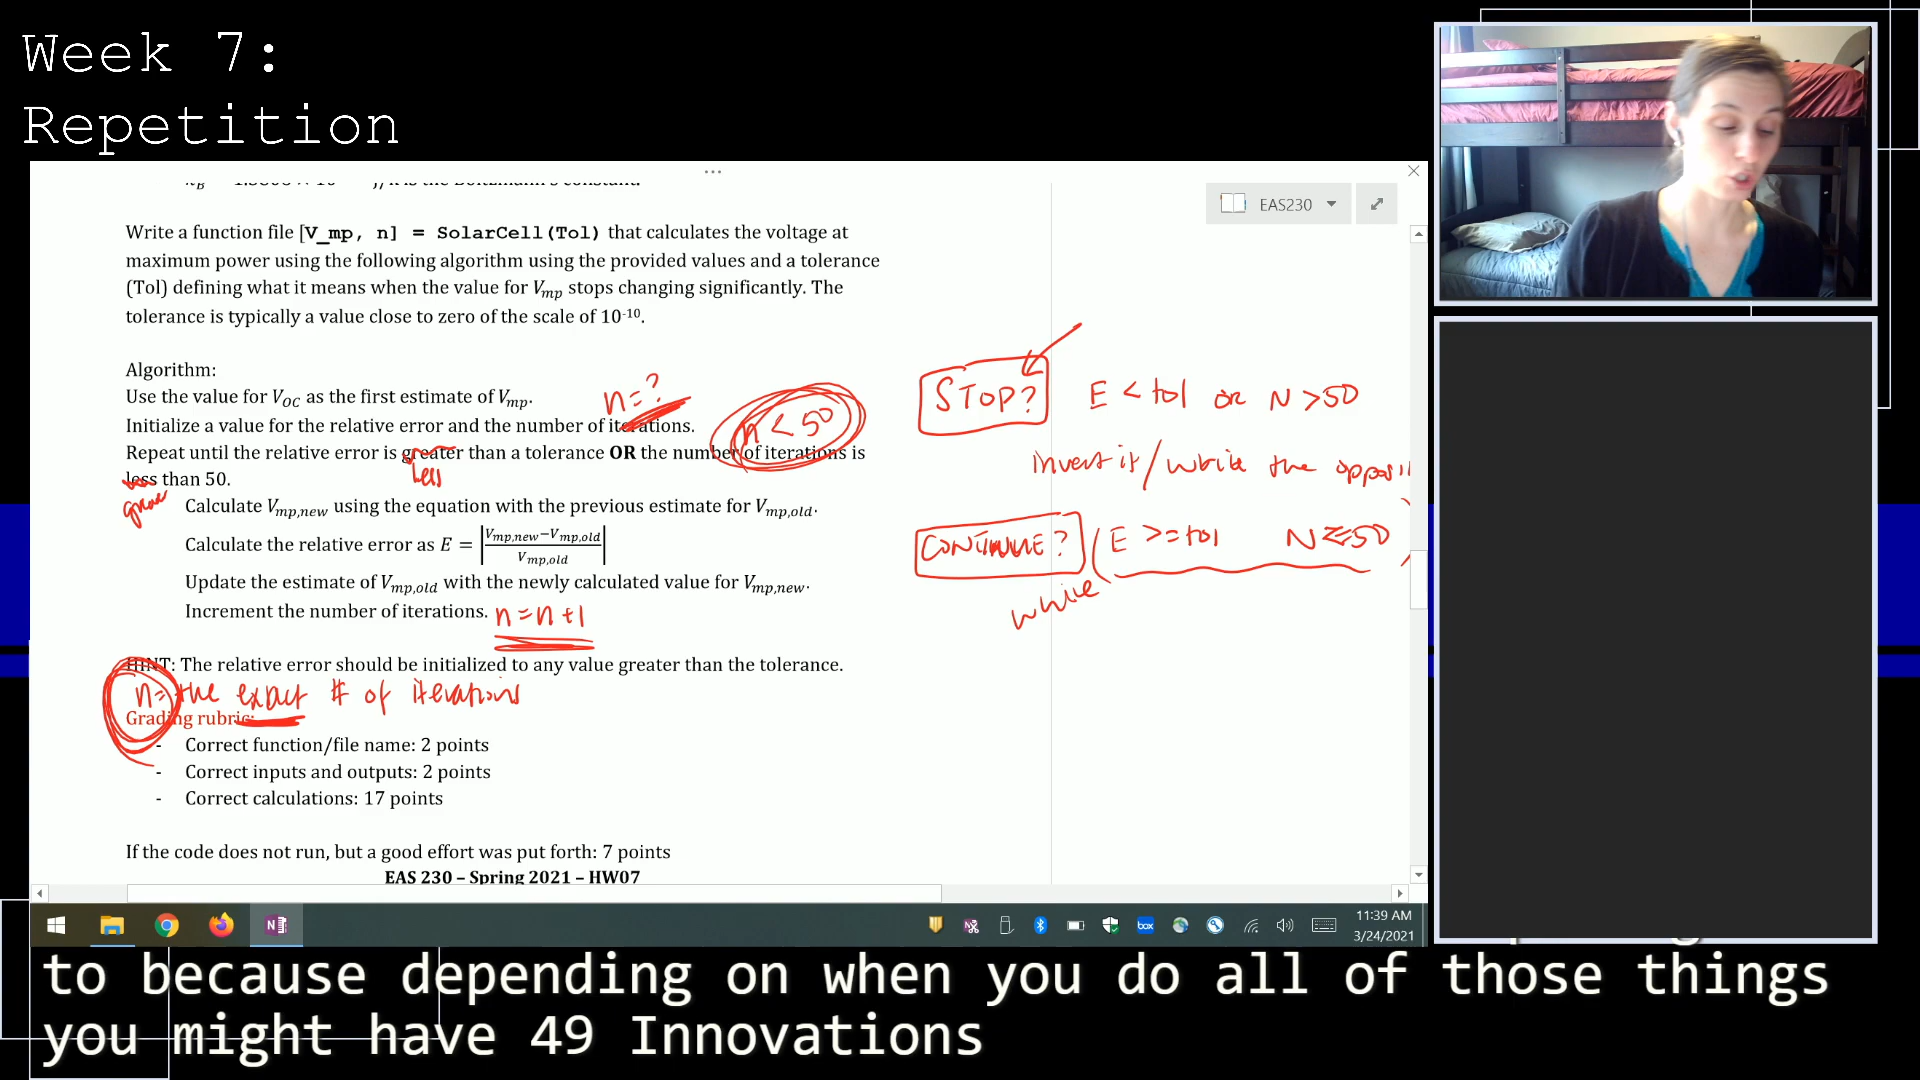 Week 7:
Repetition
EAS230
Write a function file [V_mp, n] = SolarCell(Tol) that calculates the voltage at
maximum power using the following algorithm using the provided values and a tolerance
(Tol) defining what it means when the value for Vmp stops changing significantly. The
tolerance is typically a value close to zero of the scale of 10-10.
Algorithm:
Use the value for VOC as the first estimate of Vmp.
n=?
Initialize a value for the relative error and the number of iterations.
n < 50
Repeat until the relative error is greater than a tolerance OR the number of iterations is
less
less than 50.
Calculate Vmp,new using the equation with the previous estimate for Vmp,old.
Calculate the relative error as E = |Vmp,new−Vmp,old / Vmp,old|
Update the estimate of Vmp,old with the newly calculated value for Vmp,new.
Increment the number of iterations. n=n+1
HINT: The relative error should be initialized to any value greater than the tolerance.
n= the exact # of iterations
Grading rubric:
- Correct function/file name: 2 points
- Correct inputs and outputs: 2 points
- Correct calculations: 17 points
If the code does not run, but a good effort was put forth: 7 points
EAS 230 – Spring 2021 – HW07
STOP? E < tol or N >50
invert it/write the
CONTINUE? (E >=tol N<=50
while
11:39 AM
3/24/2021
to because depending on when you do all of those things
you might have 49 Innovations